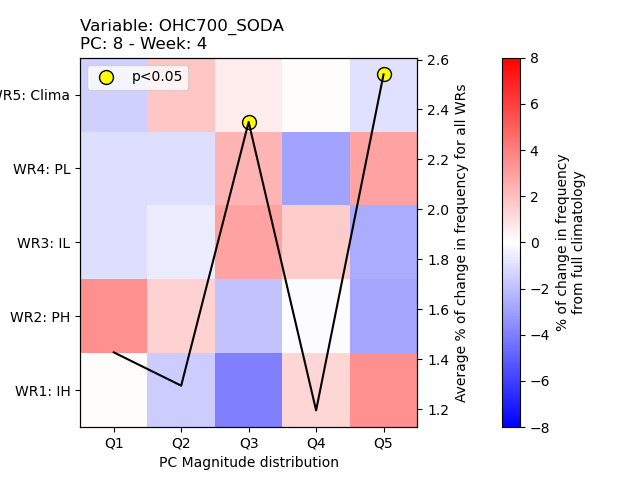 Variable: OHC700_SODA
PC: 8 - Week: 4
p<0.05
WR5: Clima
WR4: PL
WR3: IL
WR2: PH
WR1: IH
Q1
Q2
Q3
Q4
Q5
PC Magnitude distribution
2.6
2.4
2.2
2.0
1.8
1.6
1.4
1.2
Average % of change in frequency for all WRs
8
6
4
2
0
−2
−4
−6
−8
% of change in frequency
from full climatology